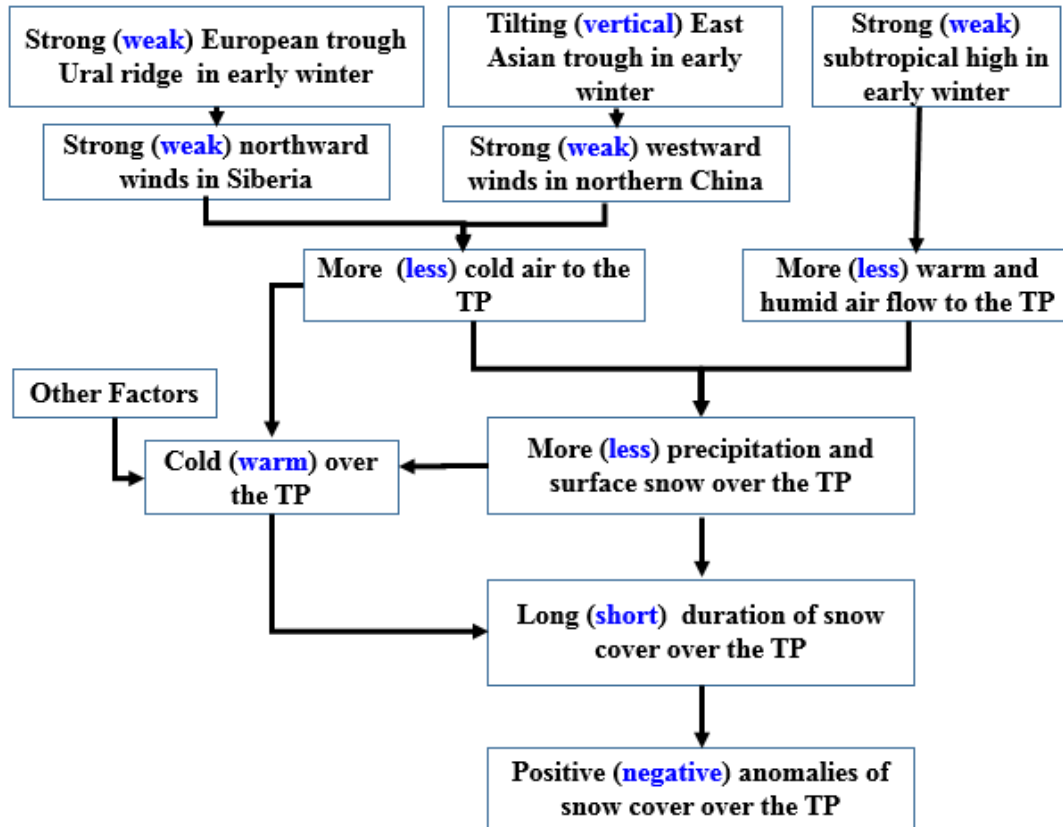 Strong (weak) European trough
Ural ridge in early winter
Tilting (vertical) East
Asian trough in early
winter
Strong (weak)
subtropical high in
early winter
Strong (weak) northward
winds in Siberia
Strong (weak) westward
winds in northern China
More (less) cold air to the
TP
More (less) warm and
humid air flow to the TP
Other Factors
Cold (warm) over
the TP
More (less) precipitation and
surface snow over the TP
Long (short) duration of snow
cover over the TP
Positive (negative) anomalies of
snow cover over the TP